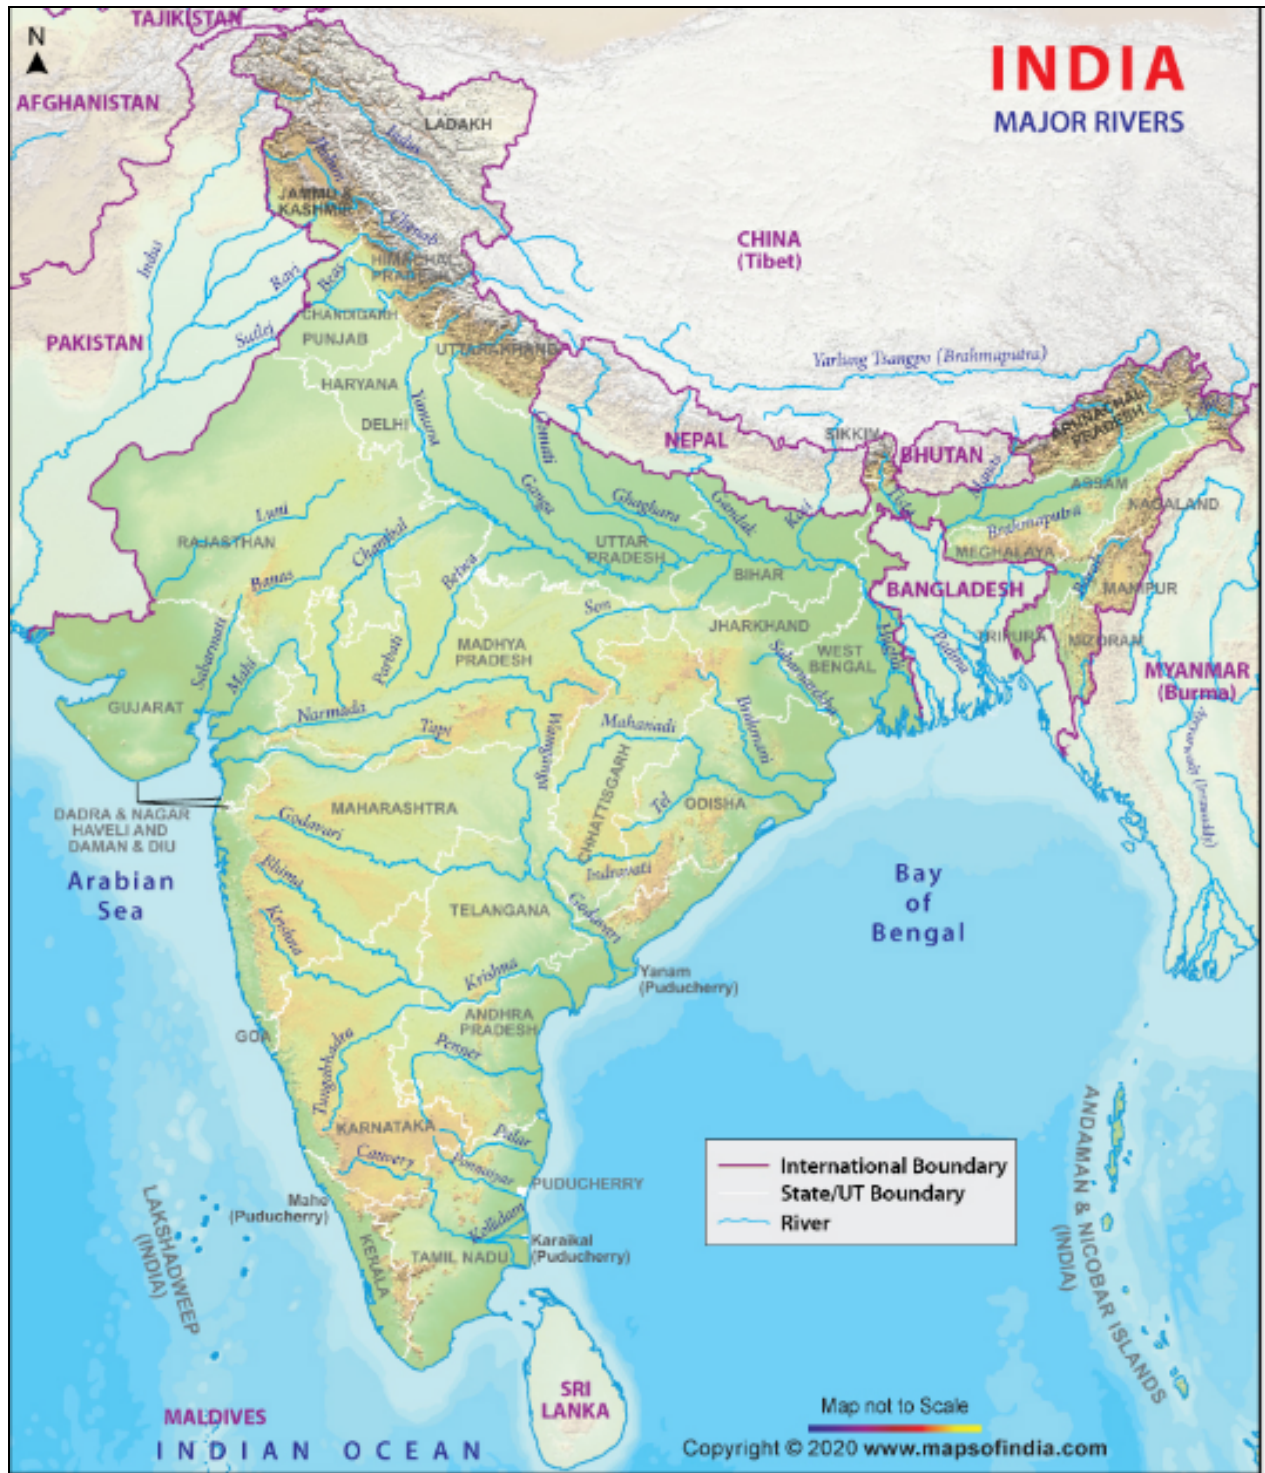 TAJIKISTAN
N
INDIA
MAJOR RIVERS
AFGHANISTAN
LADAKH
Indus
Jhelum
JAMMU &
KASHMIR
Chenab
CHINA
(Tibet)
Indus
Ravi
Beas
HIMACHAL
PRADESH
CHANDIGARH
PAKISTAN
Sutlej
PUNJAB
UTTARAKHAND
Yarlung Tsangpo (Brahmaputra)
HARYANA
DELHI
Yamuna
Gomati
NEPAL
SIKKIM
BHUTAN
ARUNACHAL
PRADESH
Manas
ASSAM
NAGALAND
Ganga
Ghaghara
Gandak
Kosi
Luni
RAJASTHAN
Chambal
Brahmaputra
UTTAR
PRADESH
MEGHALAYA
Banas
Betwa
BIHAR
BANGLADESH
Barak
MANIPUR
Son
JHARKHAND
Sabarmati
Mahi
Parbati
MADHYA
PRADESH
WEST
BENGAL
Padma
TRIPURA
MIZORAM
Subarnarekha
MYANMAR
(Burma)
GUJARAT
Narmada
Tapi
Wainganga
Mahanadi
Brahmani
MAHARASHTRA
CHHATTISGARH
Tel
ODISHA
DADRA & NAGAR
HAVELI AND
DAMAN & DIU
Godavari
Indravati
Arabian
Sea
Bhima
Krishna
TELANGANA
Godavari
Bay
of
Bengal
Krishna
Yanam
(Puducherry)
GOA
ANDHRA
PRADESH
Tungabhadra
Penner
KARNATAKA
Palar
Cauvery
Ponnaiyar
PUDUCHERRY
International Boundary
State/UT Boundary
River
Mahe
(Puducherry)
Kollidam
Karaikal
(Puducherry)
KERALA
TAMIL NADU
LAKSHADWEEP
(INDIA)
ANDAMAN & NICOBAR ISLANDS
(INDIA)
SRI
LANKA
MALDIVES
INDIAN OCEAN
Map not to Scale
Copyright © 2020 www.mapsofindia.com